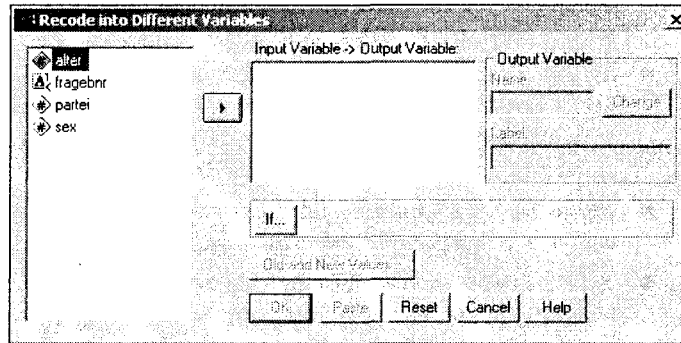 Recode into Different Variables
alter
fragebnr
partei
sex
Input Variable -> Output Variable:
Output Variable
Name:
Change
Label:
If...
Old and New Values...
OK
Paste
Reset
Cancel
Help